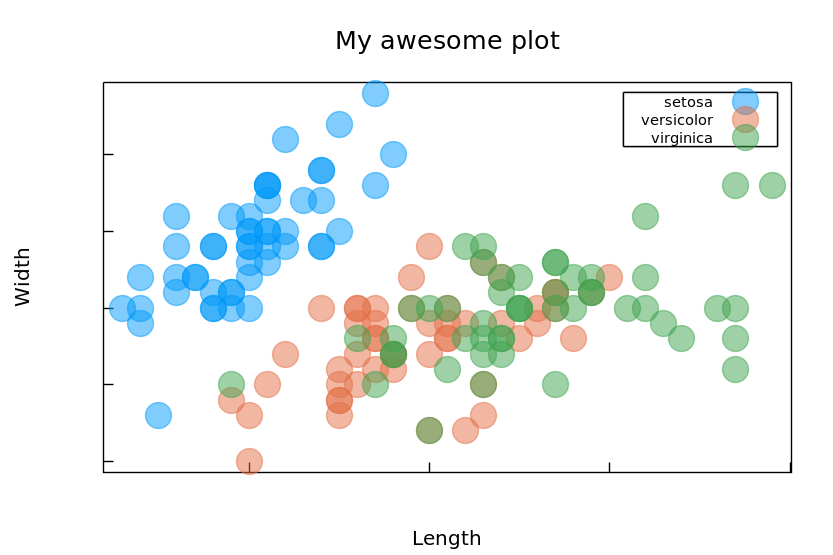 My awesome plot
setosa
versicolor
virginica
Width
Length